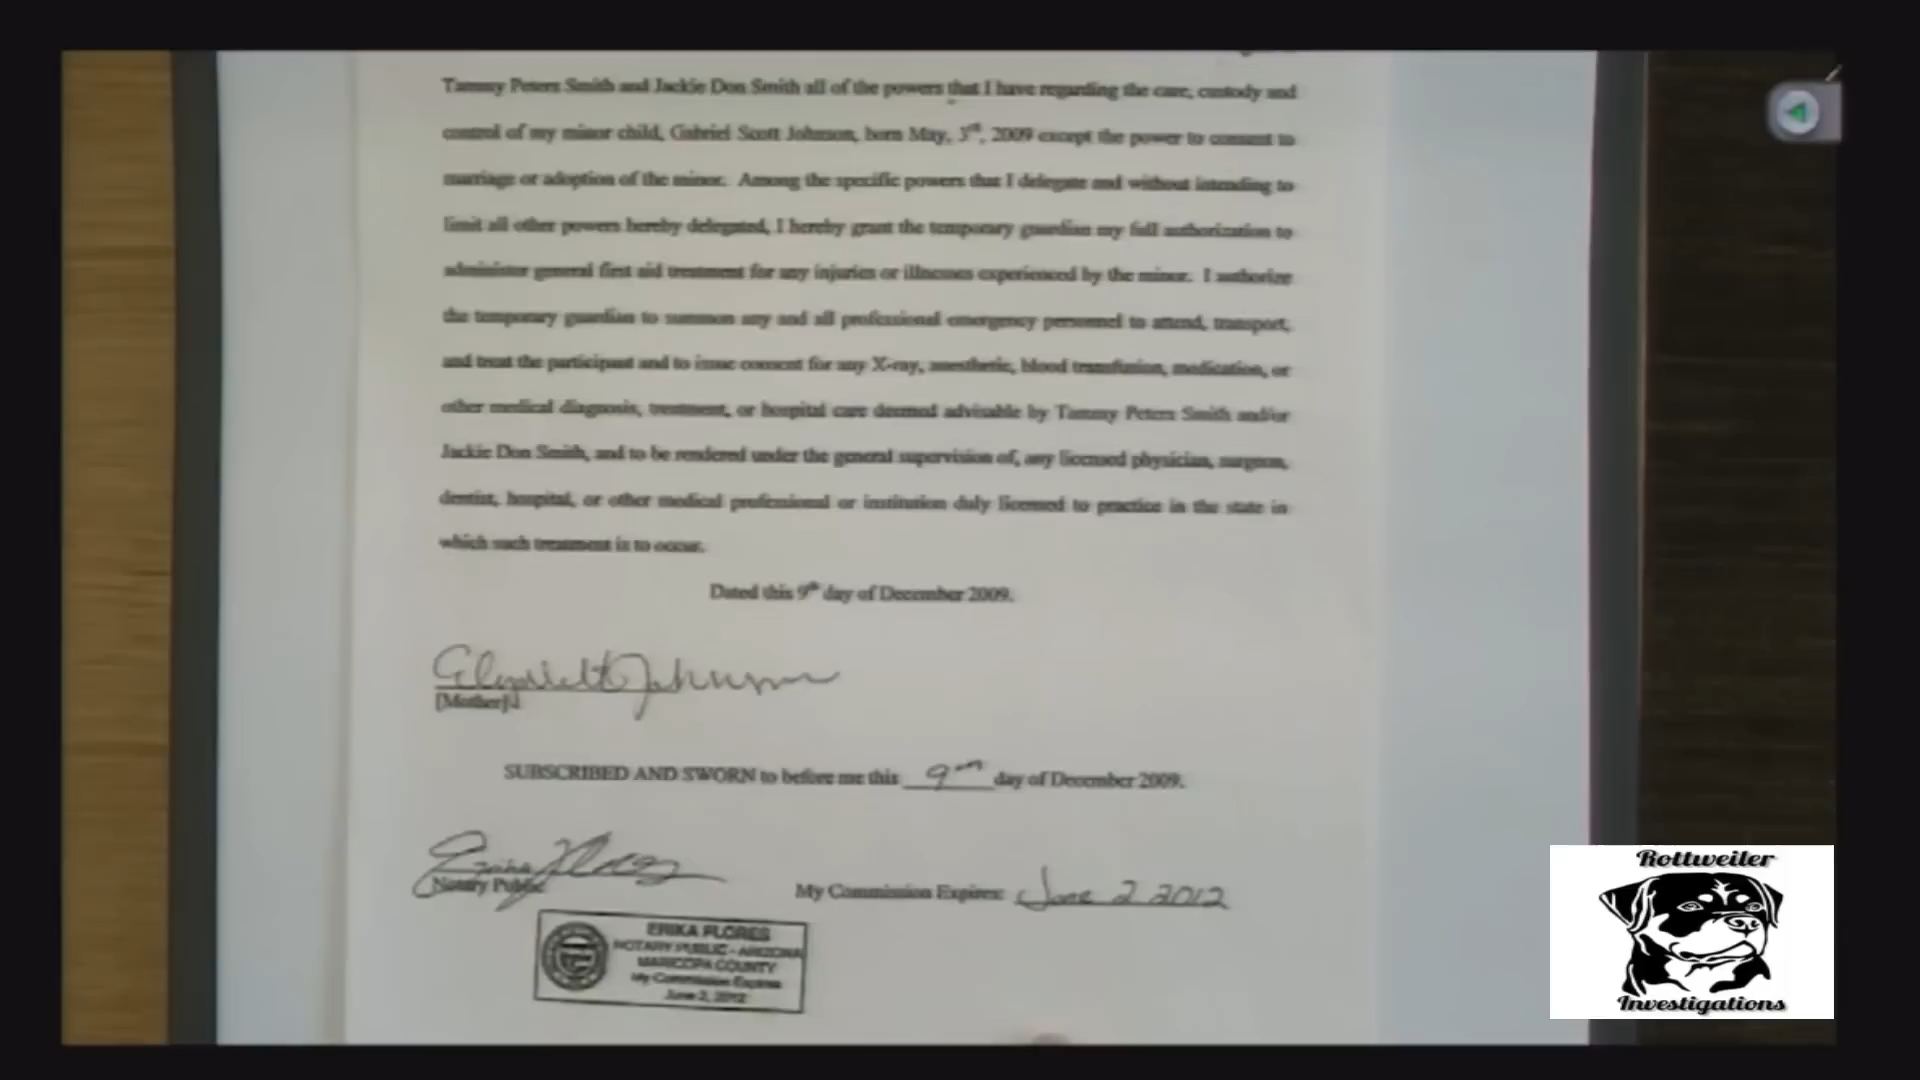 Tammy Peters Smith and Jackie Don Smith all of the powers that I have regarding the care, custody and
control of my minor child, Gabriel Scott Johnson, born May, 3rd, 2009 except the power to consent to
marriage or adoption of the minor. Among the specific powers that I delegate and without intending to
limit all other powers hereby delegated, I hereby grant the temporary guardian my full authorization to
administer general first aid treatment for any injuries or illnesses experienced by the minor. I authorize
the temporary guardian to summon any and all professional emergency personnel to attend, transport,
and treat the participant and to issue consent for any X-ray, anesthetic, blood transfusion, medication, or
other medical diagnosis, treatment, or hospital care deemed advisable by Tammy Peters Smith and/or
Jackie Don Smith, and to be rendered under the general supervision of, any licensed physician, surgeon,
dentist, hospital, or other medical professional or institution duly licensed to practice in the state in
which such treatment is to occur.
Dated this 9th day of December 2009.
Elizabeth Johnson
[Mother]
SUBSCRIBED AND SWORN to before me this 9th day of December 2009.
Erika Flores
Notary Public
My Commission Expires: June 2 2012
ERIKA FLORES
NOTARY PUBLIC - ARIZONA
MARICOPA COUNTY
My Commission Expires
June 2, 2012
Rottweiler
Investigations